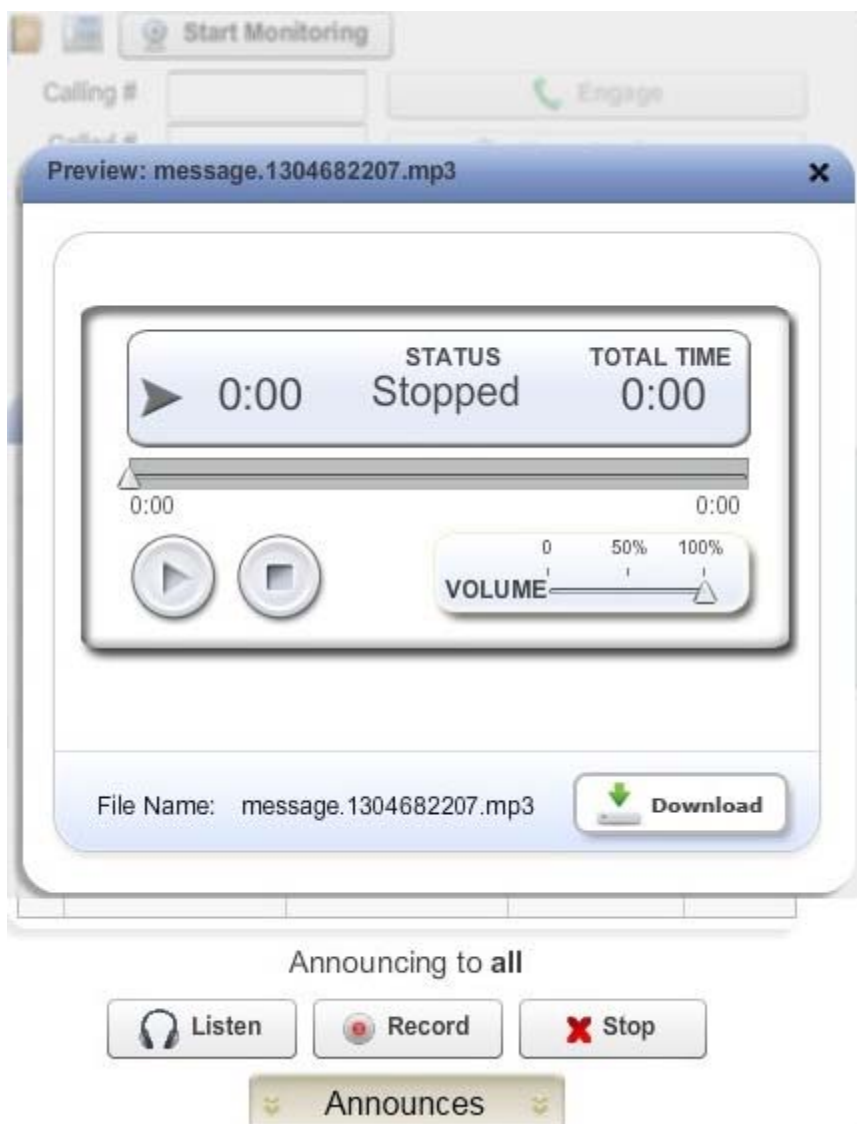 Start Monitoring
Calling #
Engage
Called #
Preview: message.1304682207.mp3
STATUS
TOTAL TIME
0:00
Stopped
0:00
0:00
0:00
0 50% 100%
VOLUME
File Name: message.1304682207.mp3
Download
Announcing to all
Listen
Record
Stop
Announces